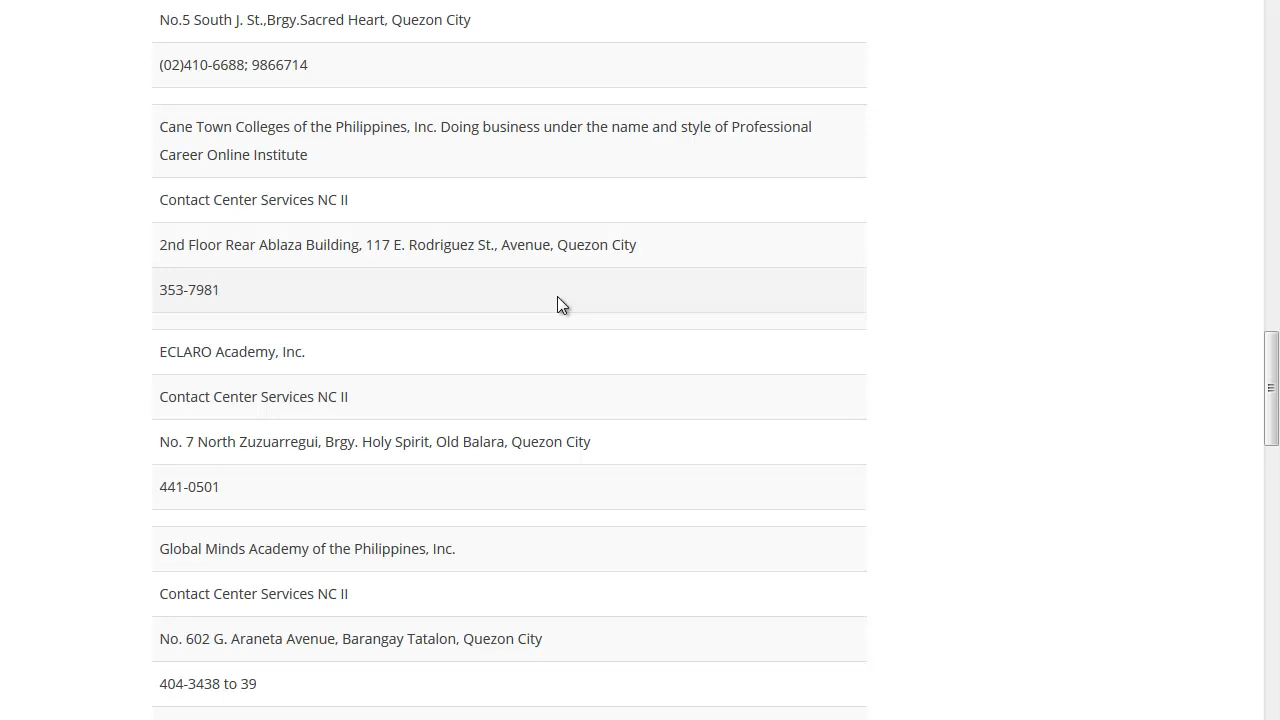 No.5 South J. St.,Brgy.Sacred Heart, Quezon City
(02)410-6688; 9866714
Cane Town Colleges of the Philippines, Inc. Doing business under the name and style of Professional
Career Online Institute
Contact Center Services NC II
2nd Floor Rear Ablaza Building, 117 E. Rodriguez St., Avenue, Quezon City
353-7981
ECLARO Academy, Inc.
Contact Center Services NC II
No. 7 North Zuzuarregui, Brgy. Holy Spirit, Old Balara, Quezon City
441-0501
Global Minds Academy of the Philippines, Inc.
Contact Center Services NC II
No. 602 G. Araneta Avenue, Barangay Tatalon, Quezon City
404-3438 to 39